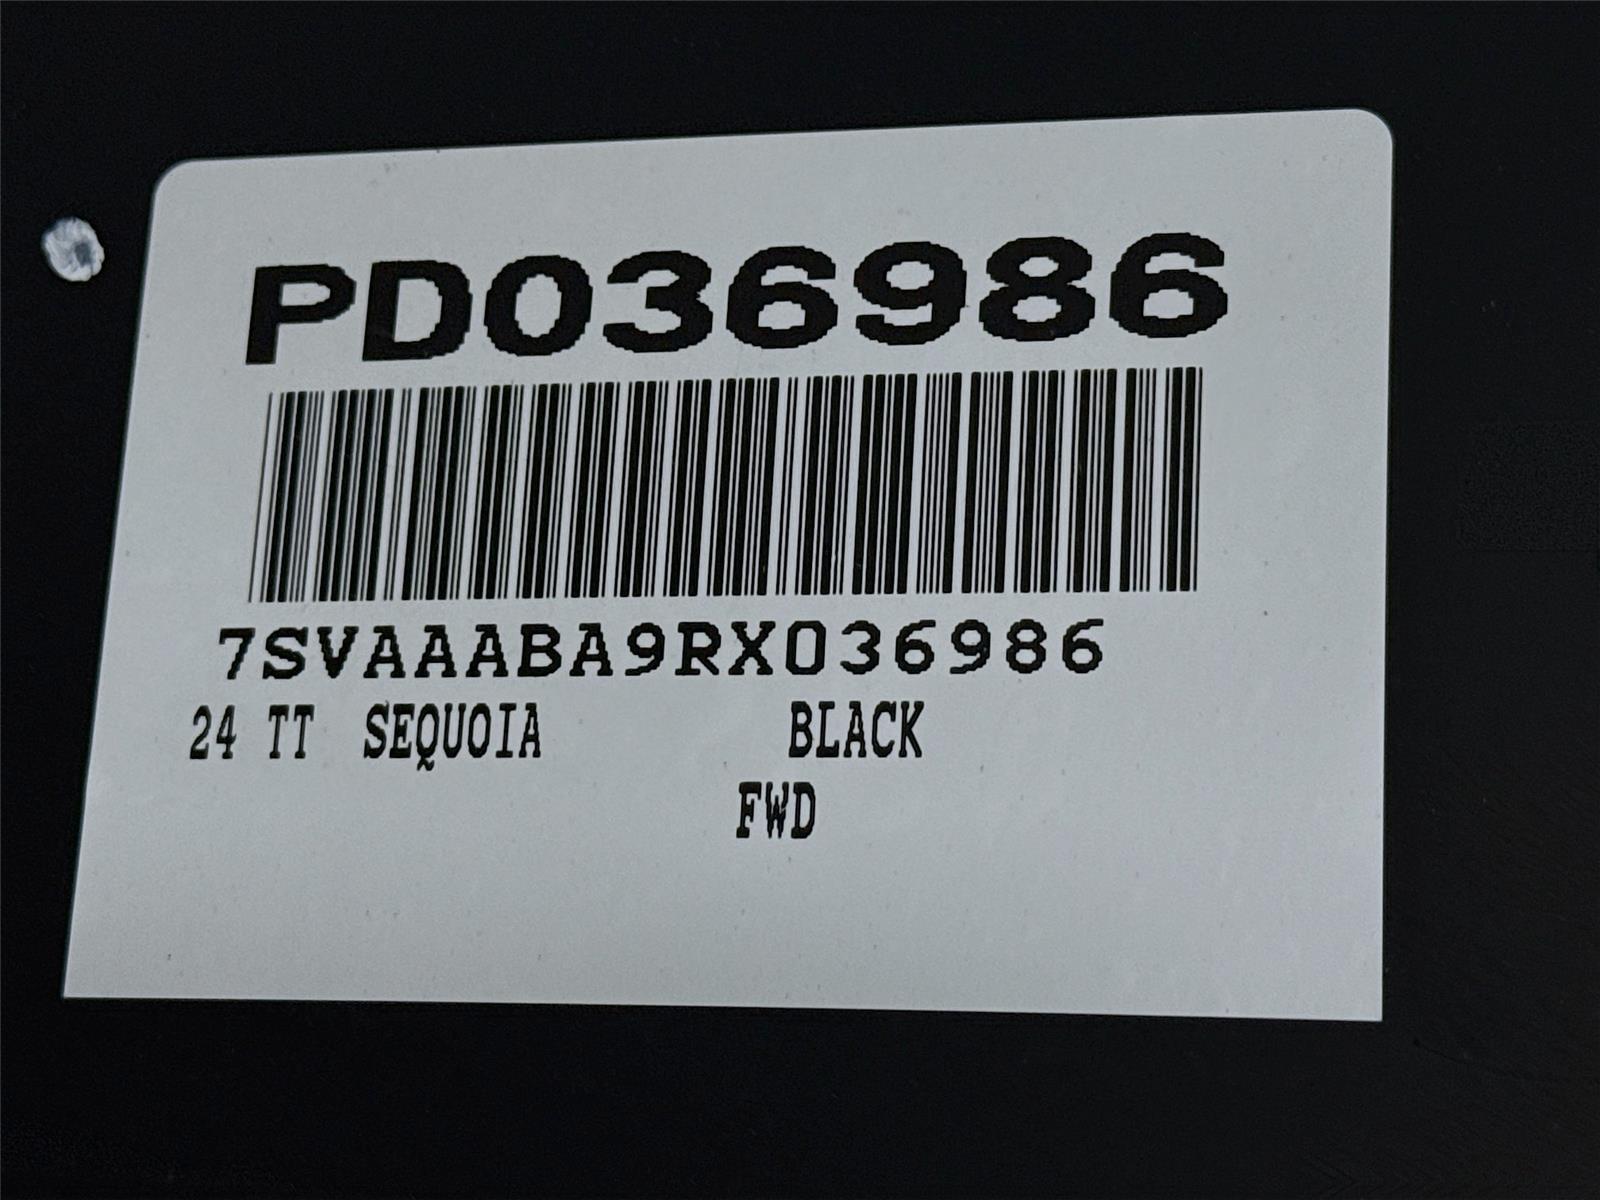 PD036986
7SVAAABA9RX036986
24 TT SEQUOIA BLACK
FWD